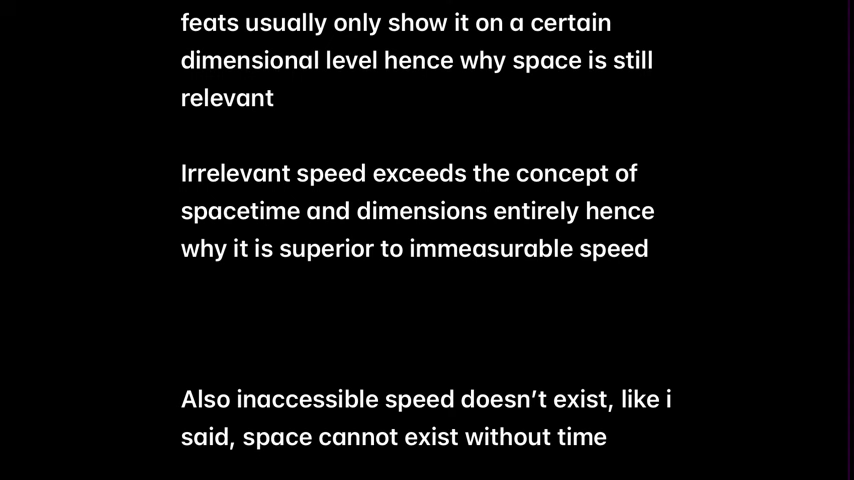 feats usually only show it on a certain
dimensional level hence why space is still
relevant
Irrelevant speed exceeds the concept of
spacetime and dimensions entirely hence
why it is superior to immeasurable speed
Also inaccessible speed doesn’t exist, like i
said, space cannot exist without time